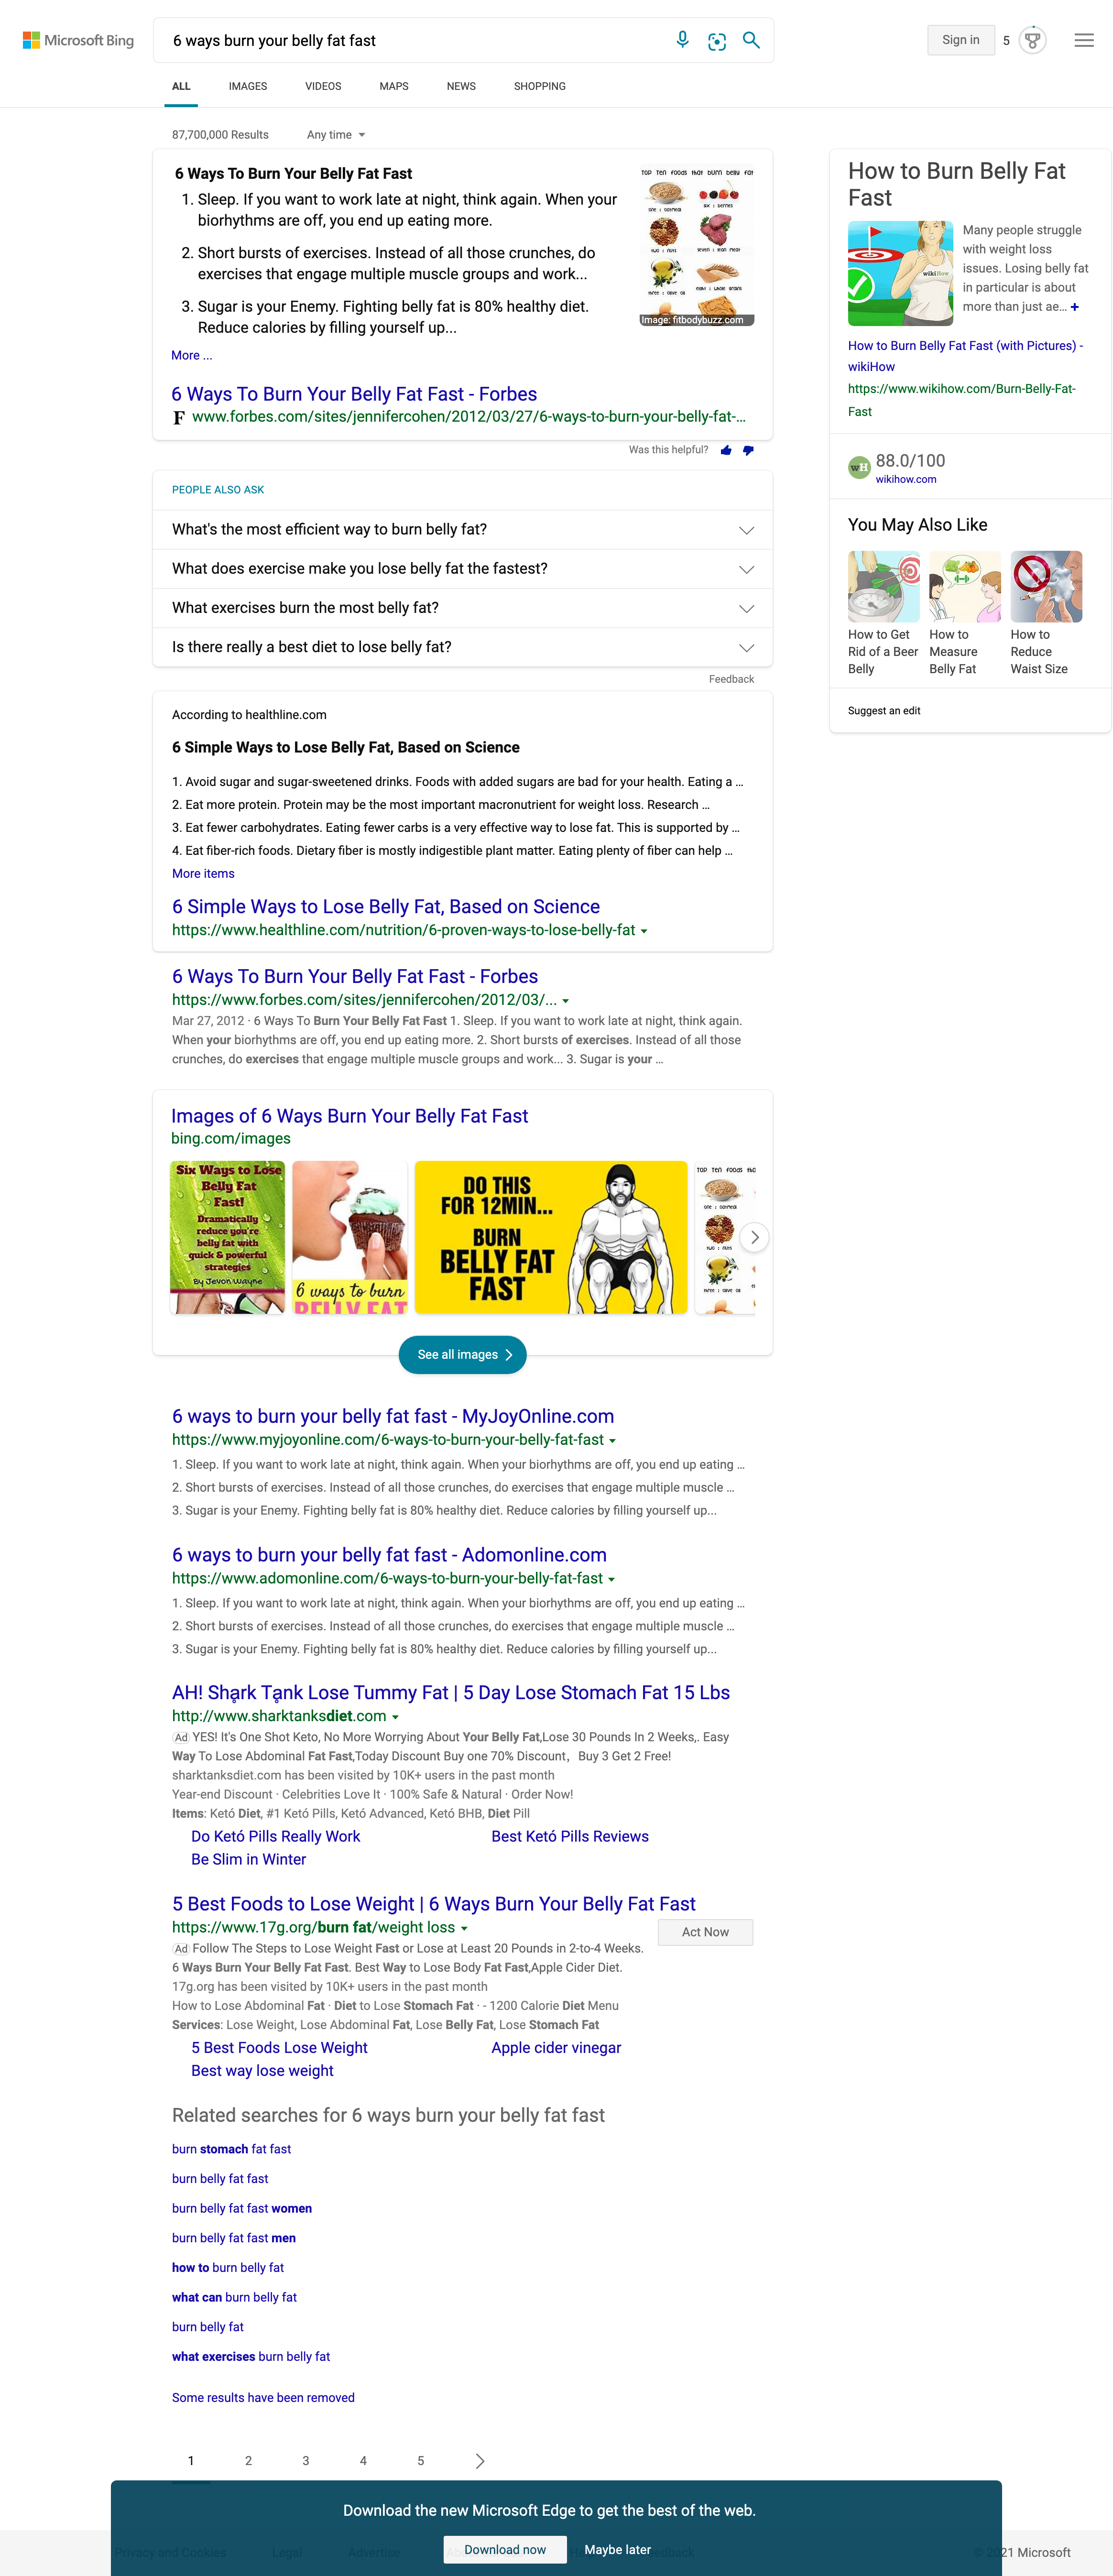 Microsoft Bing
6 ways burn your belly fat fast
Sign in
5
ALL
IMAGES
VIDEOS
MAPS
NEWS
SHOPPING
87,700,000 Results
Any time
6 Ways To Burn Your Belly Fat Fast
1. Sleep. If you want to work late at night, think again. When your
biorhythms are off, you end up eating more.
2. Short bursts of exercises. Instead of all those crunches, do
exercises that engage multiple muscle groups and work...
3. Sugar is your Enemy. Fighting belly fat is 80% healthy diet.
Reduce calories by filling yourself up...
More ...
TOP Ten Foods that burn belly fat
one : oatmeal
six : berries
two : nuts
seven : lean meat
three : olive oil
eight : whole grains
Image: fitbodybuzz.com
6 Ways To Burn Your Belly Fat Fast - Forbes
F www.forbes.com/sites/jennifercohen/2012/03/27/6-ways-to-burn-your-belly-fat-...
Was this helpful?
PEOPLE ALSO ASK
What's the most efficient way to burn belly fat?
What does exercise make you lose belly fat the fastest?
What exercises burn the most belly fat?
Is there really a best diet to lose belly fat?
Feedback
According to healthline.com
6 Simple Ways to Lose Belly Fat, Based on Science
1. Avoid sugar and sugar-sweetened drinks. Foods with added sugars are bad for your health. Eating a ...
2. Eat more protein. Protein may be the most important macronutrient for weight loss. Research ...
3. Eat fewer carbohydrates. Eating fewer carbs is a very effective way to lose fat. This is supported by ...
4. Eat fiber-rich foods. Dietary fiber is mostly indigestible plant matter. Eating plenty of fiber can help ...
More items
6 Simple Ways to Lose Belly Fat, Based on Science
https://www.healthline.com/nutrition/6-proven-ways-to-lose-belly-fat
6 Ways To Burn Your Belly Fat Fast - Forbes
https://www.forbes.com/sites/jennifercohen/2012/03/...
Mar 27, 2012 · 6 Ways To Burn Your Belly Fat Fast 1. Sleep. If you want to work late at night, think again.
When your biorhythms are off, you end up eating more. 2. Short bursts of exercises. Instead of all those
crunches, do exercises that engage multiple muscle groups and work... 3. Sugar is your ...
Images of 6 Ways Burn Your Belly Fat Fast
bing.com/images
Six Ways to Lose
Belly Fat
Fast!
Dramatically
reduce you're
belly fat with
quick & powerful
strategies
By Jevon Wayne
6 ways to burn
BELLY FAT
DO THIS
FOR 12MIN...
BURN
BELLY FAT
FAST
TOP Ten Foods tha
one : oatmeal
two : nuts
three : olive oil
See all images
6 ways to burn your belly fat fast - MyJoyOnline.com
https://www.myjoyonline.com/6-ways-to-burn-your-belly-fat-fast
1. Sleep. If you want to work late at night, think again. When your biorhythms are off, you end up eating ...
2. Short bursts of exercises. Instead of all those crunches, do exercises that engage multiple muscle ...
3. Sugar is your Enemy. Fighting belly fat is 80% healthy diet. Reduce calories by filling yourself up...
6 ways to burn your belly fat fast - Adomonline.com
https://www.adomonline.com/6-ways-to-burn-your-belly-fat-fast
1. Sleep. If you want to work late at night, think again. When your biorhythms are off, you end up eating ...
2. Short bursts of exercises. Instead of all those crunches, do exercises that engage multiple muscle ...
3. Sugar is your Enemy. Fighting belly fat is 80% healthy diet. Reduce calories by filling yourself up...
AH! Shạrk Tạnk Lose Tummy Fat | 5 Day Lose Stomach Fat 15 Lbs
http://www.sharktanksdiet.com
Ad YES! It's One Shot Keto, No More Worrying About Your Belly Fat,Lose 30 Pounds In 2 Weeks,. Easy
Way To Lose Abdominal Fat Fast,Today Discount Buy one 70% Discount，Buy 3 Get 2 Free!
sharktanksdiet.com has been visited by 10K+ users in the past month
Year-end Discount · Celebrities Love It · 100% Safe & Natural · Order Now!
Items: Ketó Diet, #1 Ketó Pills, Ketó Advanced, Ketó BHB, Diet Pill
Do Ketó Pills Really Work
Best Ketó Pills Reviews
Be Slim in Winter
5 Best Foods to Lose Weight | 6 Ways Burn Your Belly Fat Fast
https://www.17g.org/burn fat/weight loss
Act Now
Ad Follow The Steps to Lose Weight Fast or Lose at Least 20 Pounds in 2-to-4 Weeks.
6 Ways Burn Your Belly Fat Fast. Best Way to Lose Body Fat Fast,Apple Cider Diet.
17g.org has been visited by 10K+ users in the past month
How to Lose Abdominal Fat · Diet to Lose Stomach Fat · - 1200 Calorie Diet Menu
Services: Lose Weight, Lose Abdominal Fat, Lose Belly Fat, Lose Stomach Fat
5 Best Foods Lose Weight
Apple cider vinegar
Best way lose weight
Related searches for 6 ways burn your belly fat fast
burn stomach fat fast
burn belly fat fast
burn belly fat fast women
burn belly fat fast men
how to burn belly fat
what can burn belly fat
burn belly fat
what exercises burn belly fat
Some results have been removed
1
2
3
4
5
How to Burn Belly Fat
Fast
wikiHow
Many people struggle
with weight loss
issues. Losing belly fat
in particular is about
more than just ae... +
How to Burn Belly Fat Fast (with Pictures) -
wikiHow
https://www.wikihow.com/Burn-Belly-Fat-
Fast
wH
88.0/100
wikihow.com
You May Also Like
How to Get
Rid of a Beer
Belly
How to
Measure
Belly Fat
How to
Reduce
Waist Size
Suggest an edit
Download the new Microsoft Edge to get the best of the web.
Download now
Maybe later
Privacy and Cookies
Legal
Advertise
© 2021 Microsoft